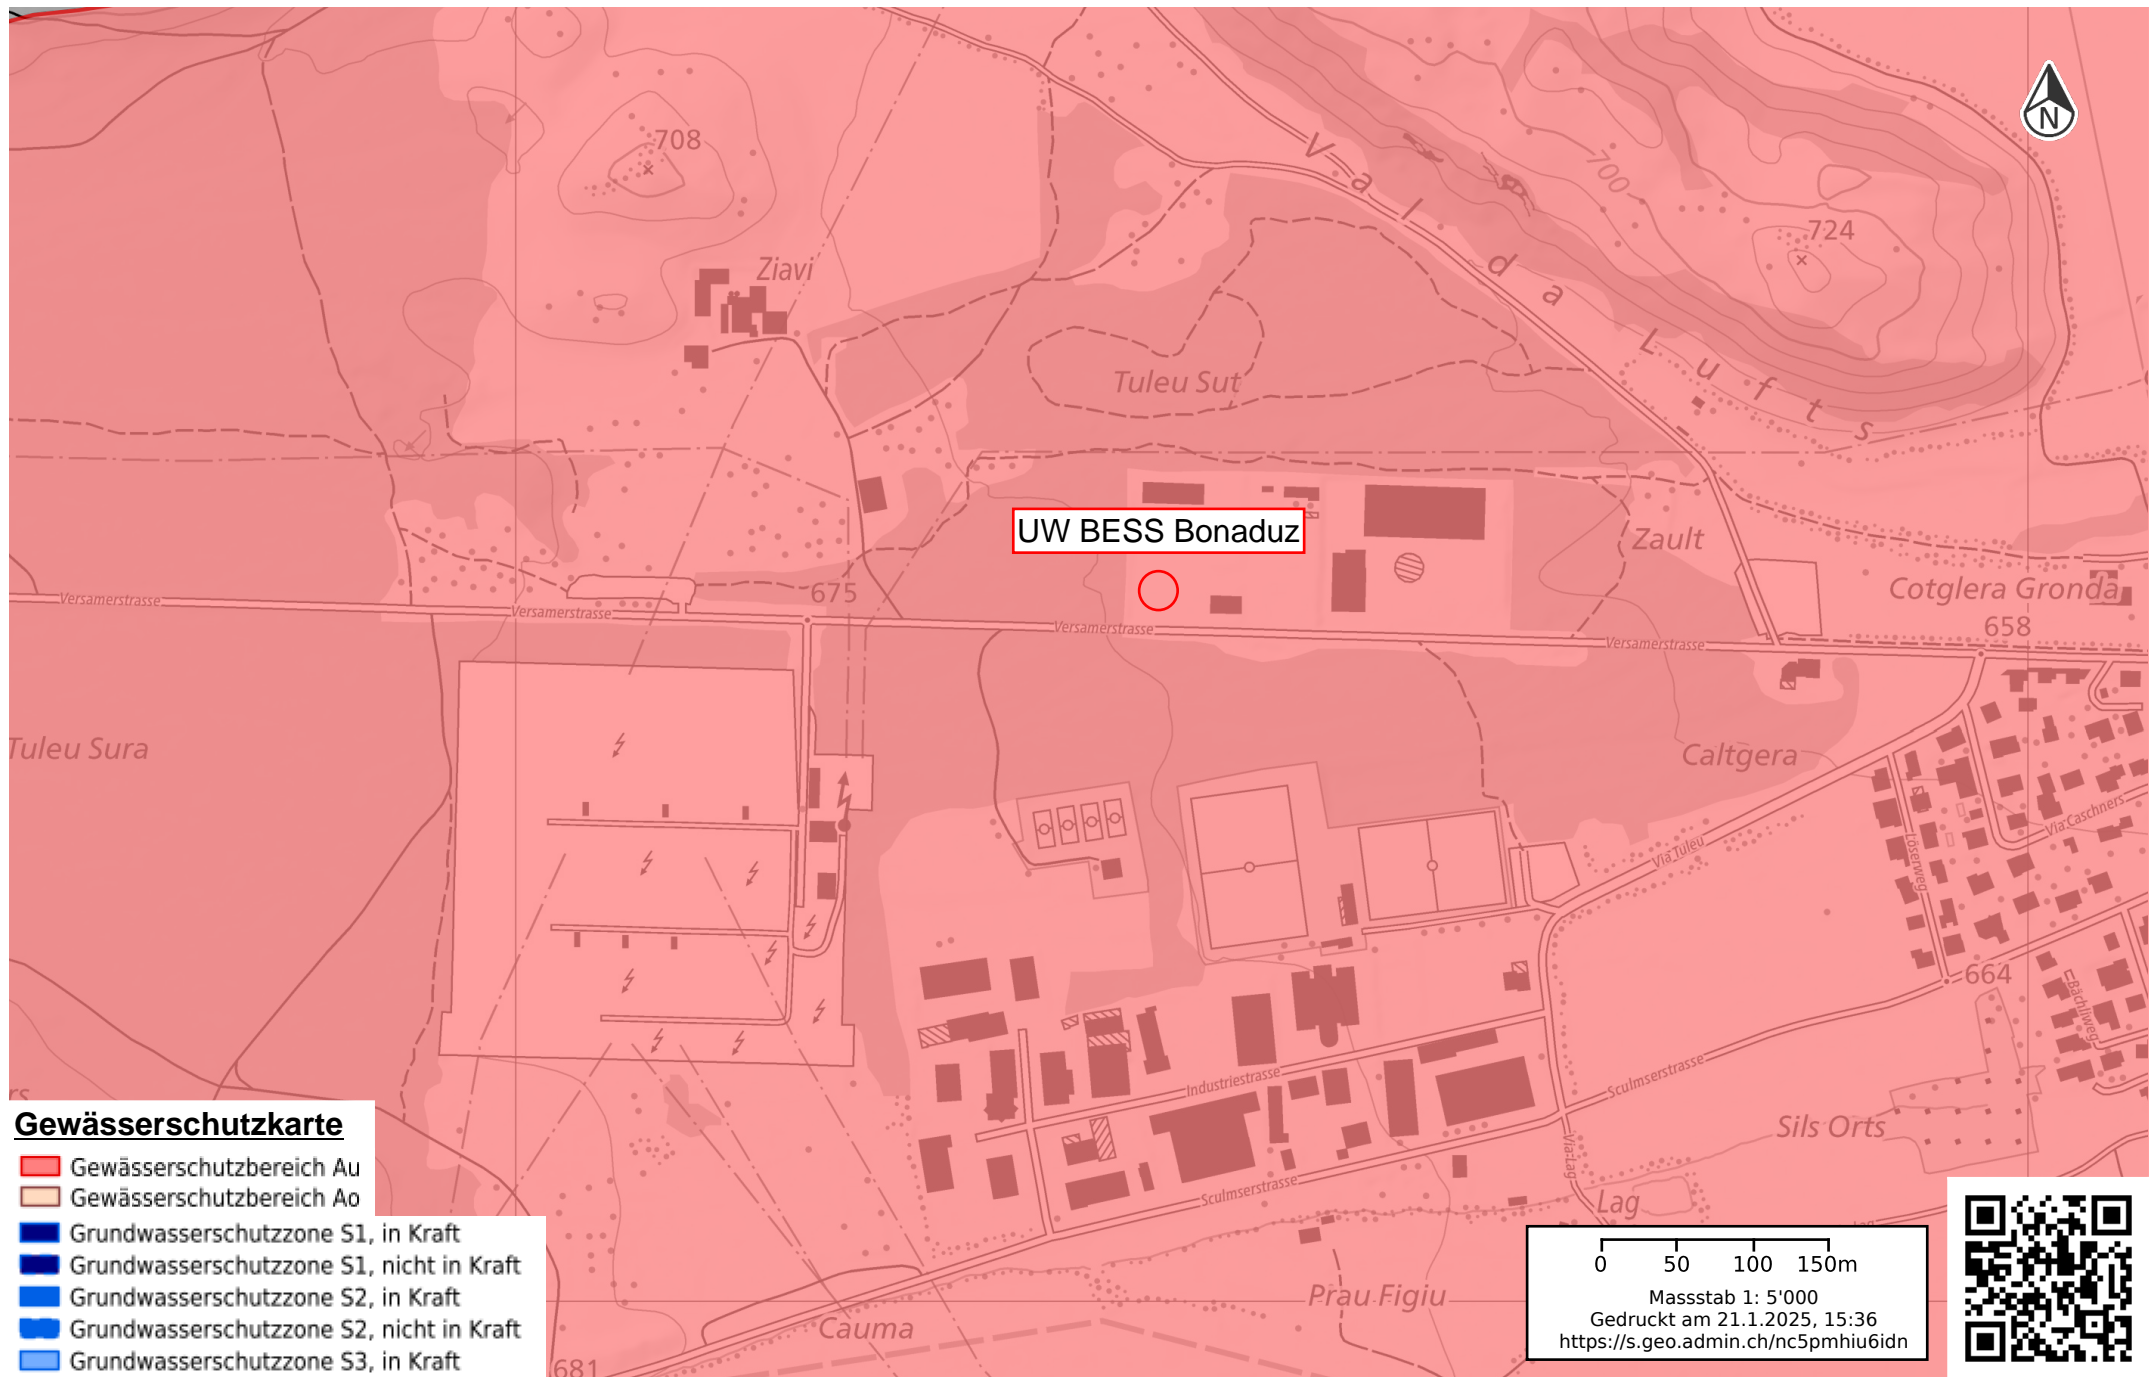 708
Val da Lufts
700
724
Ziavi
Tuleu Sut
UW BESS Bonaduz
Zault
Cotglera Gronda
658
675
Versamerstrasse
Versamerstrasse
Versamerstrasse
Versamerstrasse
Tuleu Sura
Caltgera
Via Caschners
Via Tuleu
Löserweg
664
Bächliweg
Industriestrasse
Sculmserstrasse
Sculmserstrasse
Sils Orts
Via Lag
Lag
Prau Figiu
Cauma
681
rs
N
Gewässerschutzkarte
Gewässerschutzbereich Au
Gewässerschutzbereich Ao
Grundwasserschutzzone S1, in Kraft
Grundwasserschutzzone S1, nicht in Kraft
Grundwasserschutzzone S2, in Kraft
Grundwasserschutzzone S2, nicht in Kraft
Grundwasserschutzzone S3, in Kraft
0 50 100 150m
Massstab 1: 5'000
Gedruckt am 21.1.2025, 15:36
https://s.geo.admin.ch/nc5pmhiu6idn